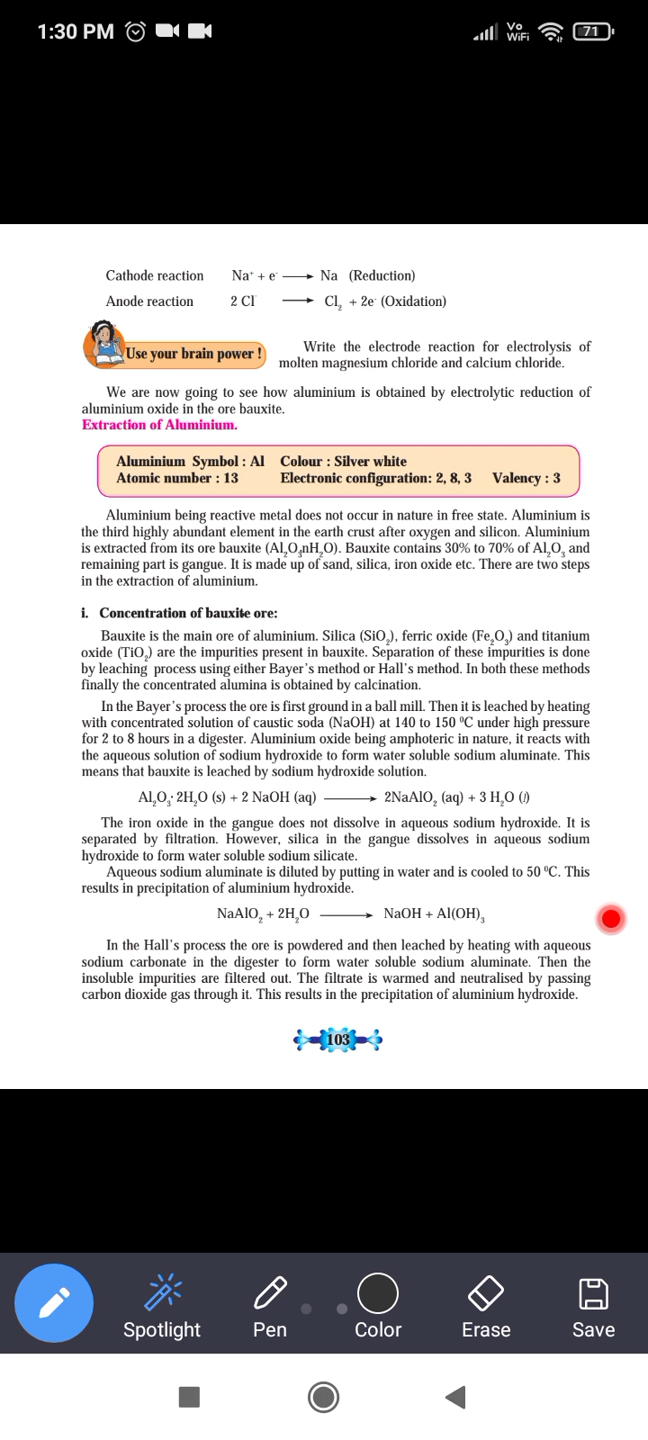 1:30 PM
Vo WiFi
71
Cathode reaction Na⁺ + e⁻ ⟶ Na (Reduction)
Anode reaction 2 Cl⁻ ⟶ Cl₂ + 2e⁻ (Oxidation)
Use your brain power !
Write the electrode reaction for electrolysis of
molten magnesium chloride and calcium chloride.
We are now going to see how aluminium is obtained by electrolytic reduction of
aluminium oxide in the ore bauxite.
Extraction of Aluminium.
Aluminium Symbol : Al Colour : Silver white
Atomic number : 13 Electronic configuration: 2, 8, 3 Valency : 3
Aluminium being reactive metal does not occur in nature in free state. Aluminium is
the third highly abundant element in the earth crust after oxygen and silicon. Aluminium
is extracted from its ore bauxite (Al₂O₃nH₂O). Bauxite contains 30% to 70% of Al₂O₃ and
remaining part is gangue. It is made up of sand, silica, iron oxide etc. There are two steps
in the extraction of aluminium.
i. Concentration of bauxite ore:
Bauxite is the main ore of aluminium. Silica (SiO₂), ferric oxide (Fe₂O₃) and titanium
oxide (TiO₂) are the impurities present in bauxite. Separation of these impurities is done
by leaching process using either Bayer's method or Hall's method. In both these methods
finally the concentrated alumina is obtained by calcination.
In the Bayer's process the ore is first ground in a ball mill. Then it is leached by heating
with concentrated solution of caustic soda (NaOH) at 140 to 150 ⁰C under high pressure
for 2 to 8 hours in a digester. Aluminium oxide being amphoteric in nature, it reacts with
the aqueous solution of sodium hydroxide to form water soluble sodium aluminate. This
means that bauxite is leached by sodium hydroxide solution.
Al₂O₃· 2H₂O (s) + 2 NaOH (aq) ⟶ 2NaAlO₂ (aq) + 3 H₂O (l)
The iron oxide in the gangue does not dissolve in aqueous sodium hydroxide. It is
separated by filtration. However, silica in the gangue dissolves in aqueous sodium
hydroxide to form water soluble sodium silicate.
Aqueous sodium aluminate is diluted by putting in water and is cooled to 50 ⁰C. This
results in precipitation of aluminium hydroxide.
NaAlO₂ + 2H₂O ⟶ NaOH + Al(OH)₃
In the Hall's process the ore is powdered and then leached by heating with aqueous
sodium carbonate in the digester to form water soluble sodium aluminate. Then the
insoluble impurities are filtered out. The filtrate is warmed and neutralised by passing
carbon dioxide gas through it. This results in the precipitation of aluminium hydroxide.
103
Spotlight Pen Color Erase Save